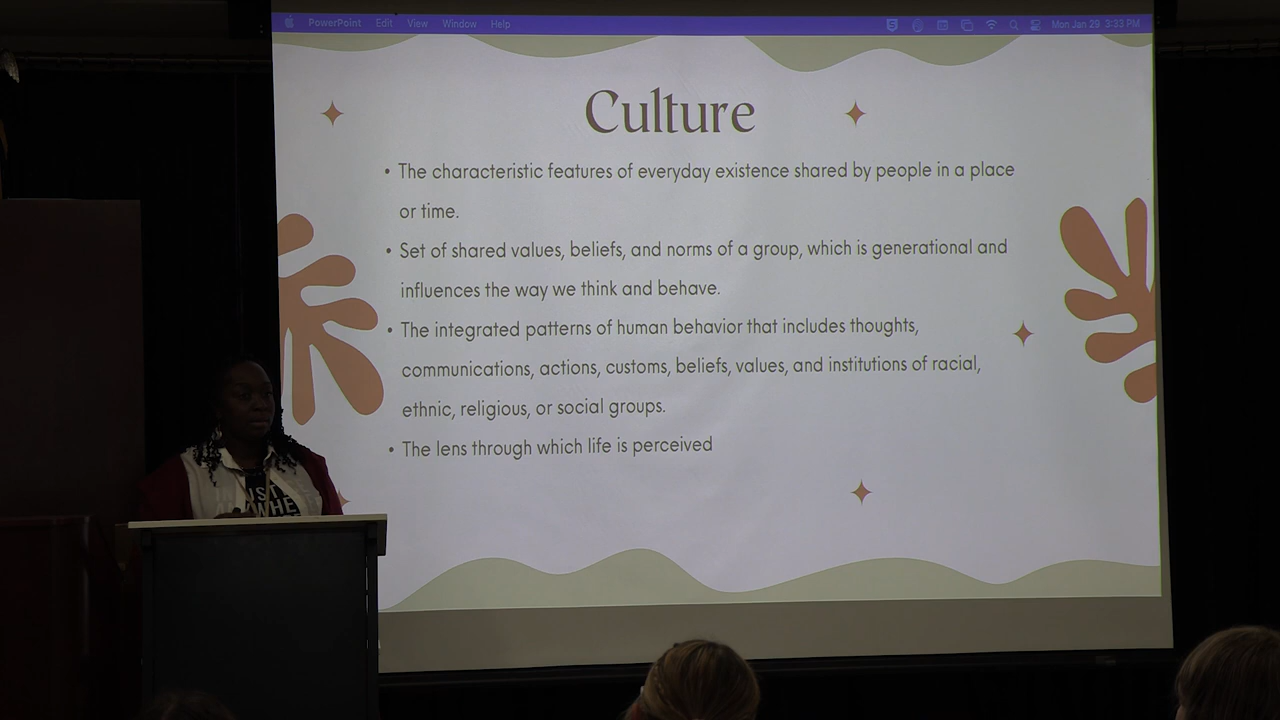 PowerPoint Edit View Window Help Mon Jan 29 3:33 PM
Culture
• The characteristic features of everyday existence shared by people in a place
or time.
• Set of shared values, beliefs, and norms of a group, which is generational and
influences the way we think and behave.
• The integrated patterns of human behavior that includes thoughts,
communications, actions, customs, beliefs, values, and institutions of racial,
ethnic, religious, or social groups.
• The lens through which life is perceived